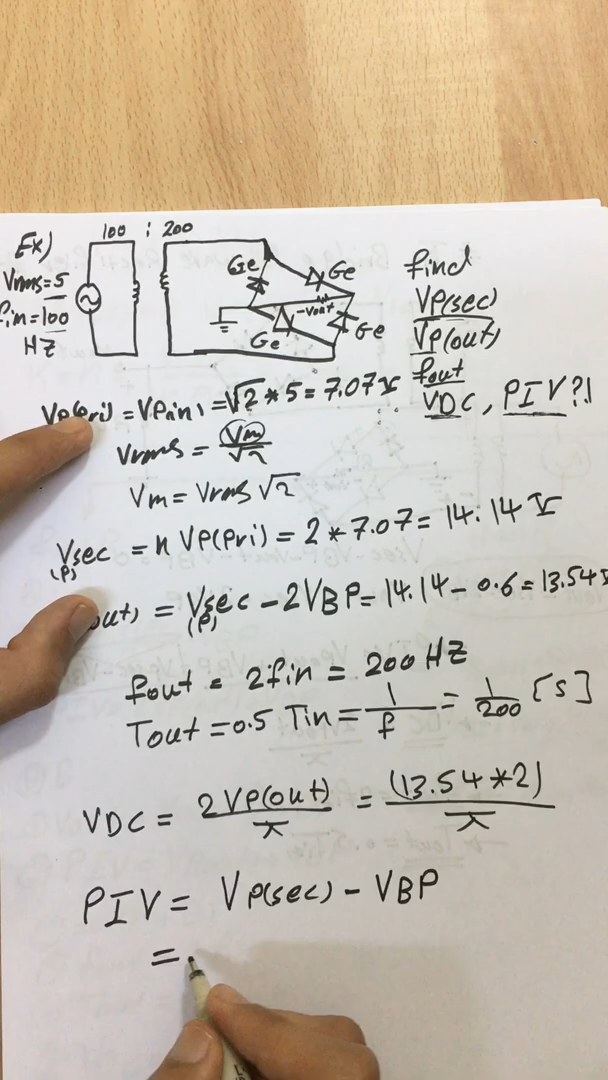 Ex)
100 : 200
Vrms=5
fin=100
HZ
Ge
Ge
-Vout+
Ge
Ge
find
VP(sec)
VP(out)
fout
VDC, PIV?!
VP(Pri) = VPin) = √2 * 5 = 7.07 V
Vrms = Vm/√2
Vm = Vrms √2
Vsec(P) = n VP(Pri) = 2 * 7.07 = 14.14 V
out) = Vsec(P) - 2VBP = 14.14 - 0.6 = 13.54 V
fout = 2fin = 200 HZ
Tout = 0.5 Tin = 1/f = 1/200 [s]
VDC = 2VP(out)/π = (13.54*2)/π
PIV = VP(sec) - VBP
=